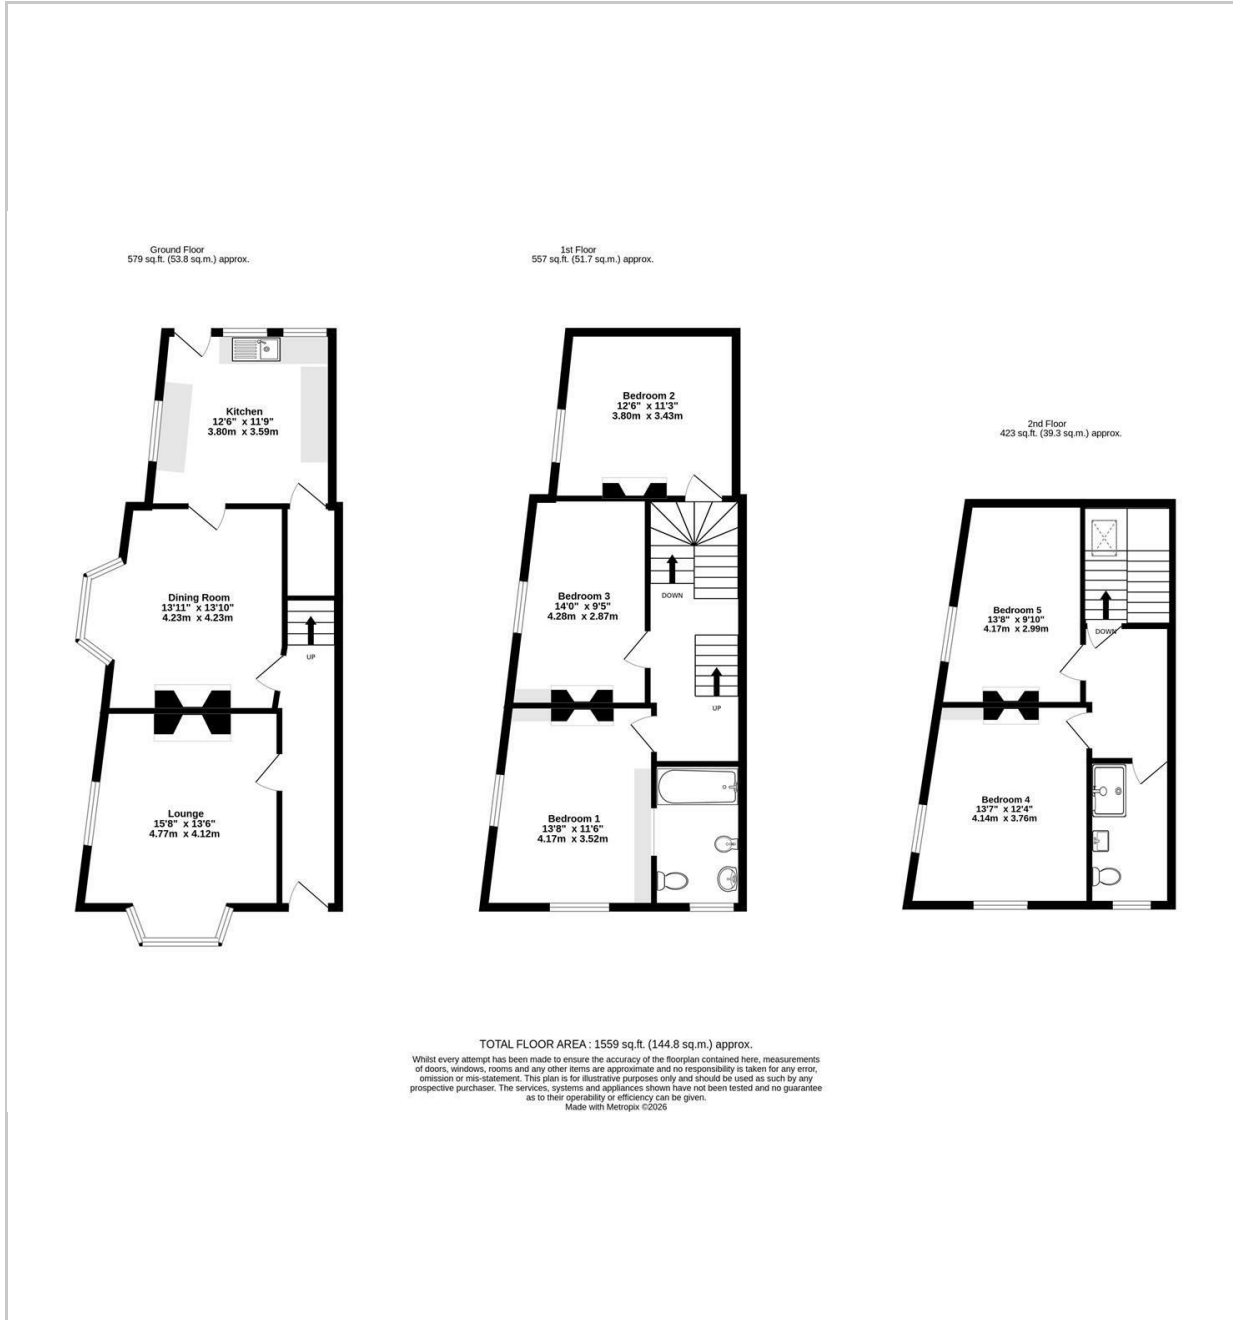 Ground Floor
579 sq.ft. (53.8 sq.m.) approx.
Kitchen
12'6" x 11'9"
3.80m x 3.59m
Dining Room
13'11" x 13'10"
4.23m x 4.23m
UP
Lounge
15'8" x 13'6"
4.77m x 4.12m
1st Floor
557 sq.ft. (51.7 sq.m.) approx.
Bedroom 2
12'6" x 11'3"
3.80m x 3.43m
Bedroom 3
14'0" x 9'5"
4.28m x 2.87m
DOWN
UP
Bedroom 1
13'8" x 11'6"
4.17m x 3.52m
2nd Floor
423 sq.ft. (39.3 sq.m.) approx.
Bedroom 5
13'8" x 9'10"
4.17m x 2.99m
DOWN
Bedroom 4
13'7" x 12'4"
4.14m x 3.76m
TOTAL FLOOR AREA : 1559 sq.ft. (144.8 sq.m.) approx.
Whilst every attempt has been made to ensure the accuracy of the floorplan contained here, measurements
of doors, windows, rooms and any other items are approximate and no responsibility is taken for any error,
omission or mis-statement. This plan is for illustrative purposes only and should be used as such by any
prospective purchaser. The services, systems and appliances shown have not been tested and no guarantee
as to their operability or efficiency can be given.
Made with Metropix ©2026